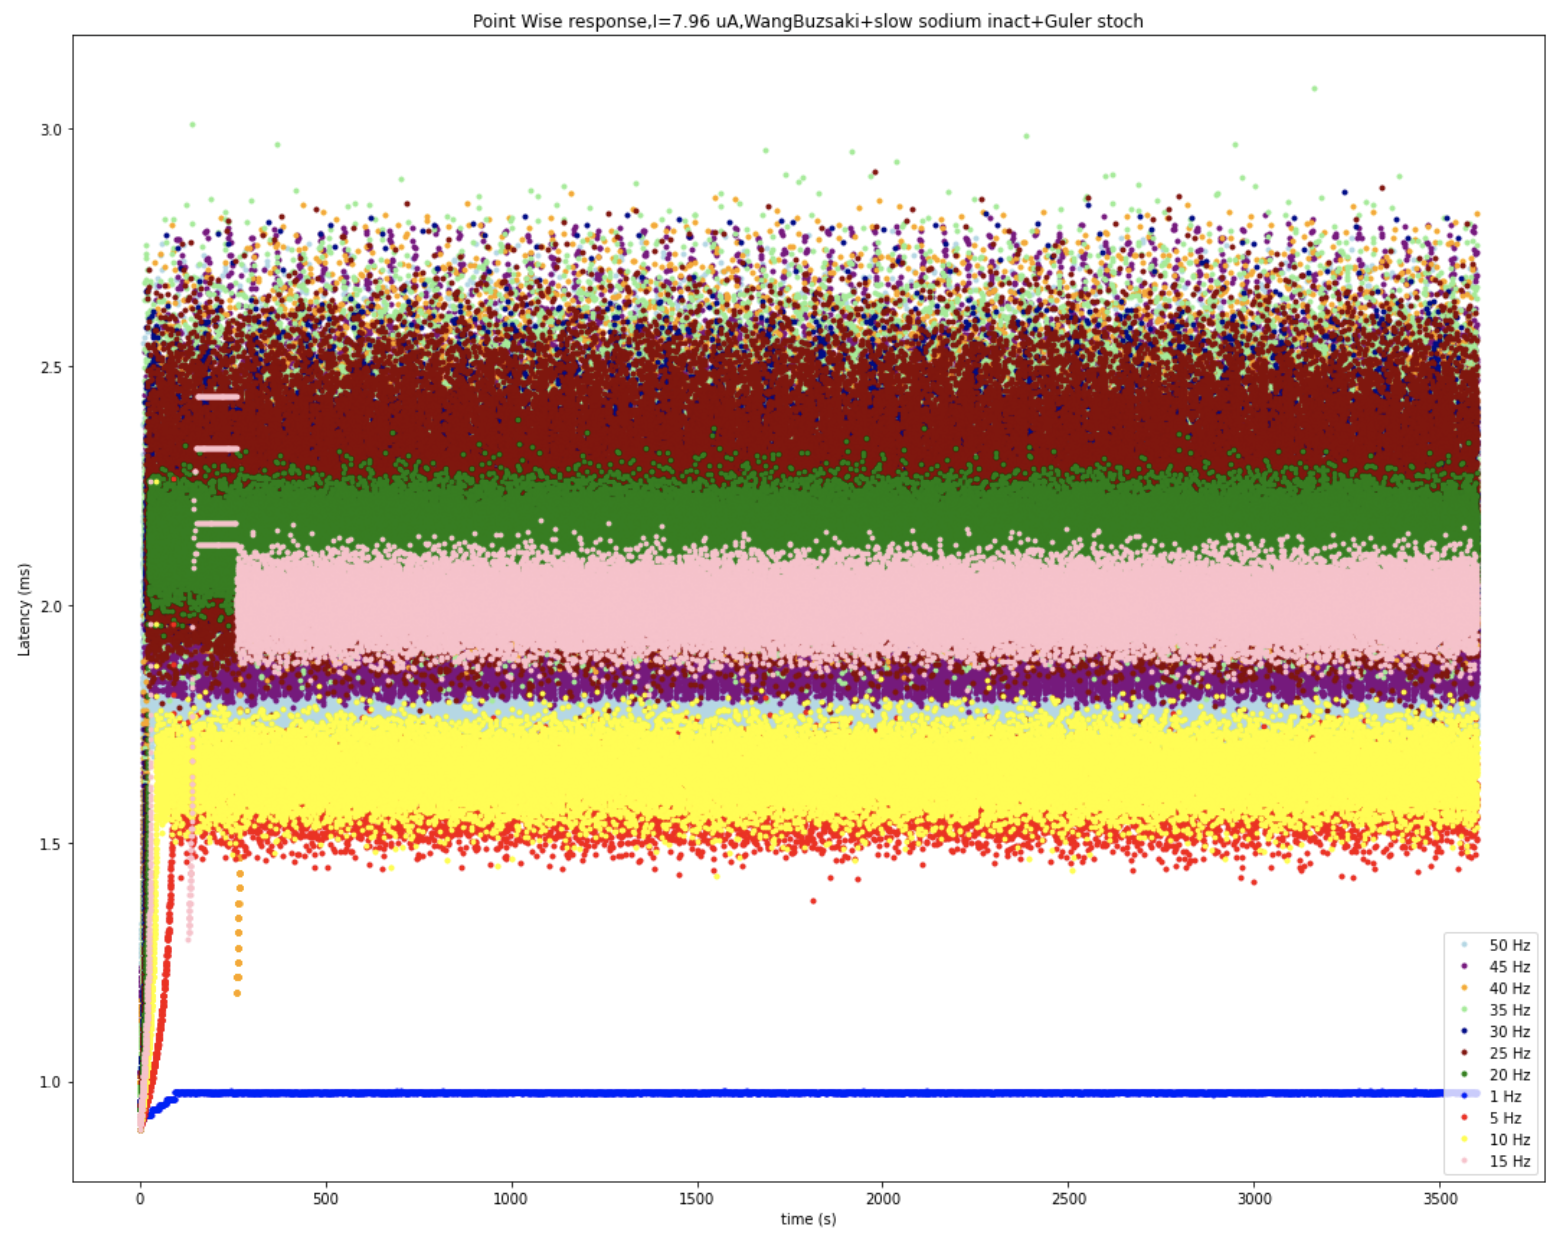 Point Wise response,I=7.96 uA,WangBuzsaki+slow sodium inact+Guler stoch
3.0
2.5
2.0
1.5
1.0
Latency (ms)
50 Hz
45 Hz
40 Hz
35 Hz
30 Hz
25 Hz
20 Hz
1 Hz
5 Hz
10 Hz
15 Hz
0 500 1000 1500 2000 2500 3000 3500
time (s)